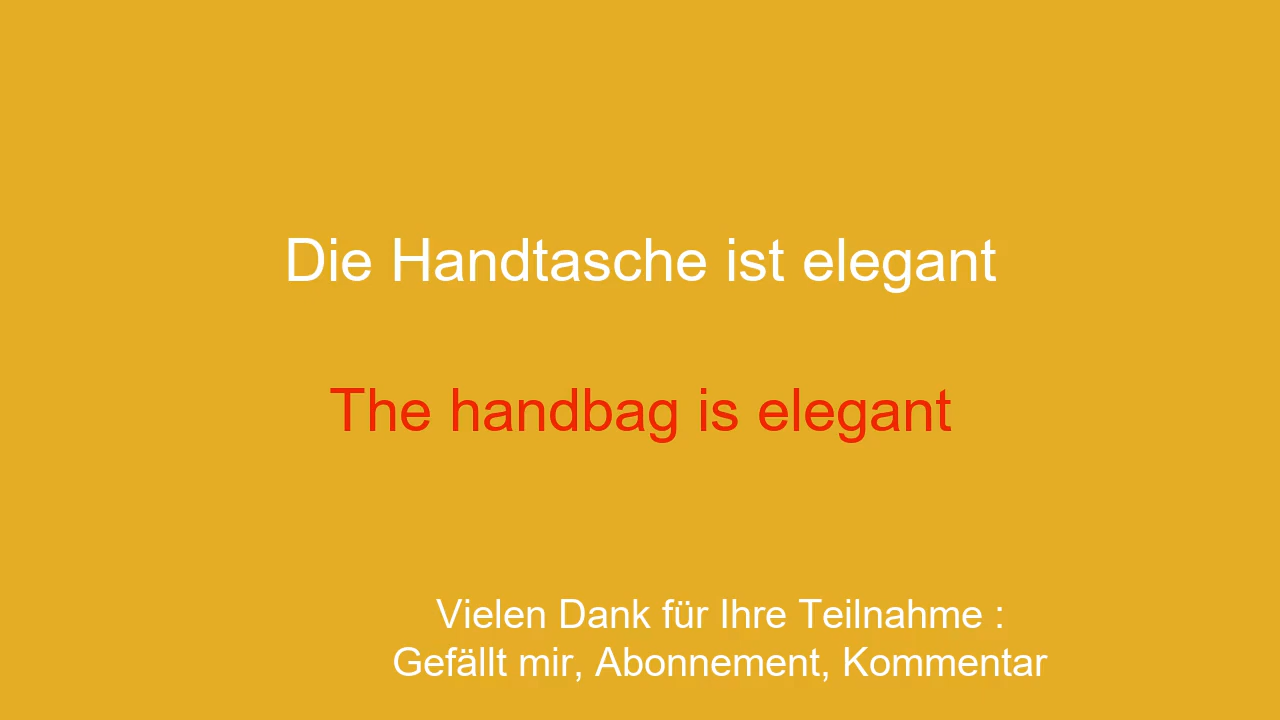 Die Handtasche ist elegant
The handbag is elegant
Vielen Dank für Ihre Teilnahme :
Gefällt mir, Abonnement, Kommentar